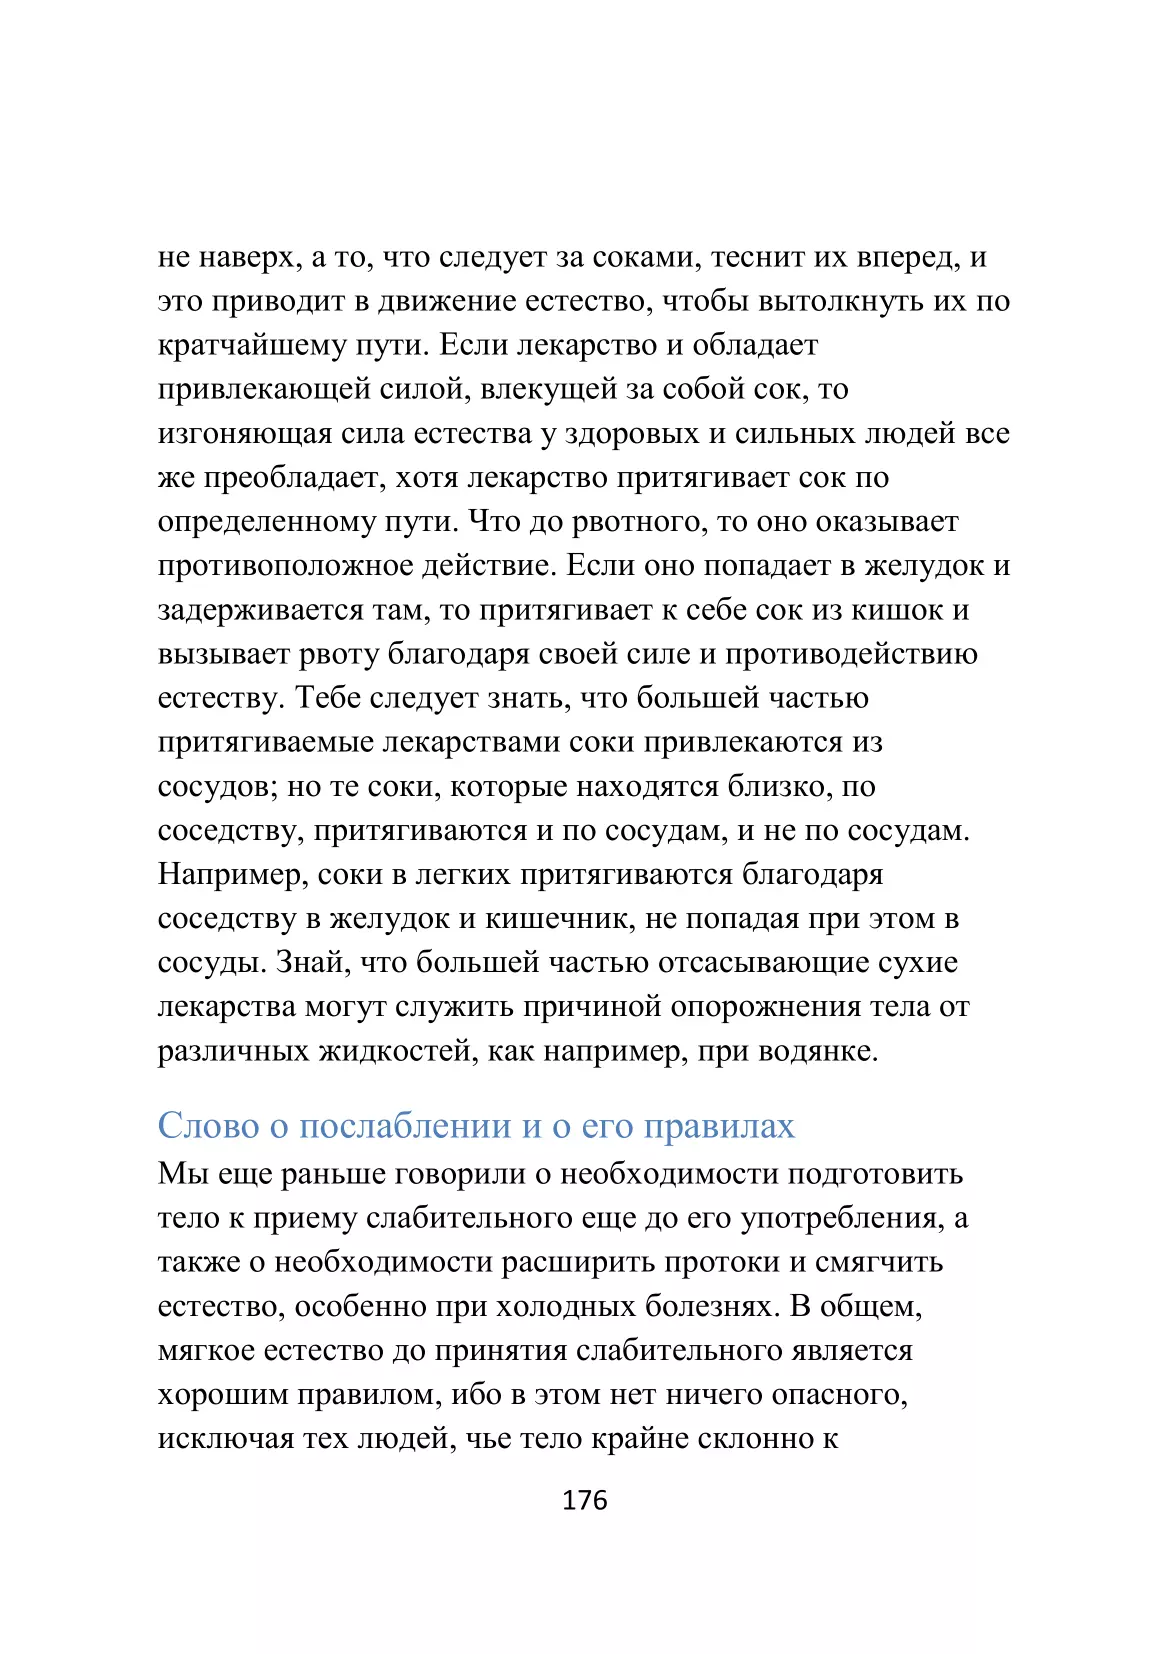 не наверх, а то, что следует за соками, теснит их вперед, и
это приводит в движение естество, чтобы вытолкнуть их по
кратчайшему пути. Если лекарство и обладает
привлекающей силой, влекущей за собой сок, то
изгоняющая сила естества у здоровых и сильных людей все
же преобладает, хотя лекарство притягивает сок по
определенному пути. Что до рвотного, то оно оказывает
противоположное действие. Если оно попадает в желудок и
задерживается там, то притягивает к себе сок из кишок и
вызывает рвоту благодаря своей силе и противодействию
естеству. Тебе следует знать, что большей частью
притягиваемые лекарствами соки привлекаются из
сосудов; но те соки, которые находятся близко, по
соседству, притягиваются и по сосудам, и не по сосудам.
Например, соки в легких притягиваются благодаря
соседству в желудок и кишечник, не попадая при этом в
сосуды. Знай, что большей частью отсасывающие сухие
лекарства могут служить причиной опорожнения тела от
различных жидкостей, как например, при водянке.
Слово о послаблении и о его правилах
Мы еще раньше говорили о необходимости подготовить
тело к приему слабительного еще до его употребления, а
также о необходимости расширить протоки и смягчить
естество, особенно при холодных болезнях. В общем,
мягкое естество до принятия слабительного является
хорошим правилом, ибо в этом нет ничего опасного,
исключая тех людей, чье тело крайне склонно к
176